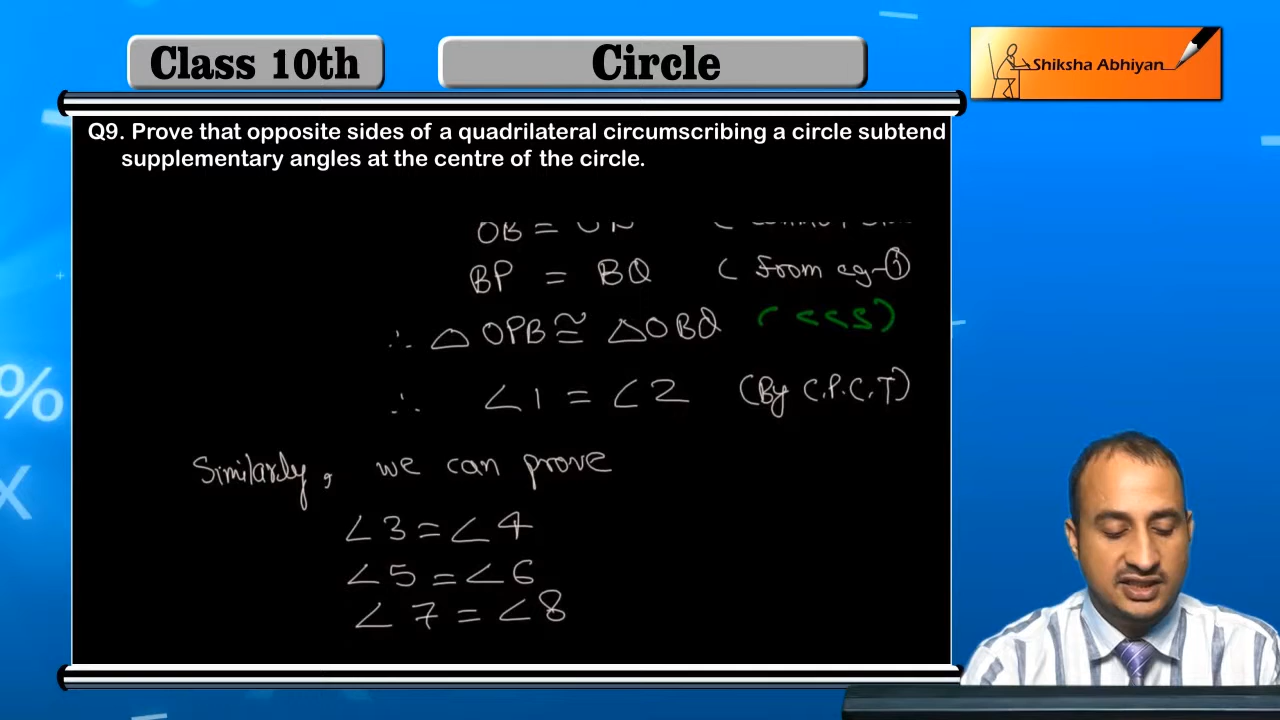 Class 10th
Circle
Shiksha Abhiyan
Q9. Prove that opposite sides of a quadrilateral circumscribing a circle subtend
supplementary angles at the centre of the circle.
OB =
BP = BQ ( From eq-①
∴ △ OPB ≅ △OBQ
∴ ∠1 = ∠2 (By C.P.C.T)
Similarly, we can prove
∠3 = ∠4
∠5 = ∠6
∠7 = ∠8
%
X